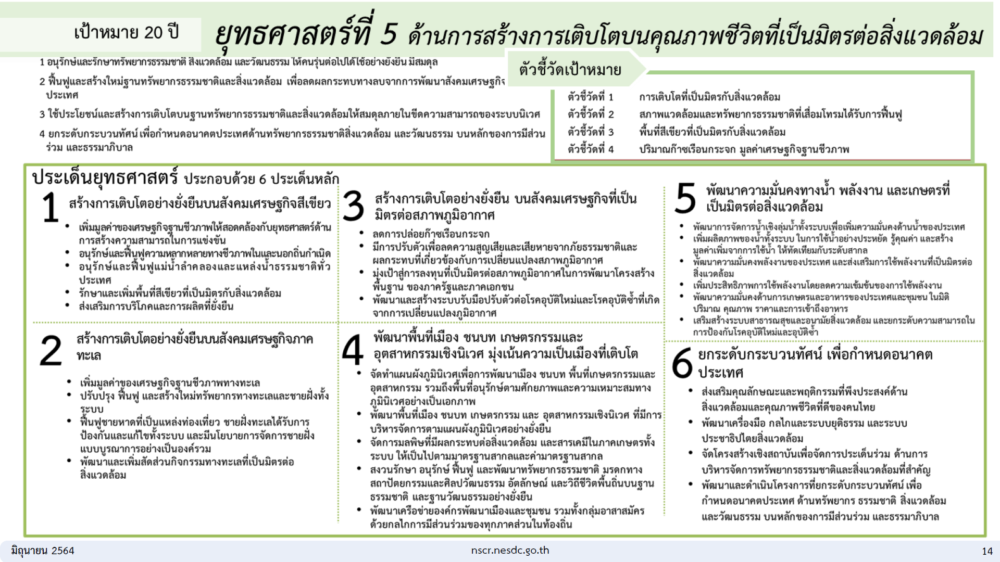 เป้าหมาย 20 ปี
ยุทธศาสตร์ที่ 5 ด้านการสร้างการเติบโตบนคุณภาพชีวิตที่เป็นมิตรต่อสิ่งแวดล้อม
1 อนุรักษ์และรักษาทรัพยากรธรรมชาติ สิ่งแวดล้อม และวัฒนธรรม ให้คนรุ่นต่อไปได้ใช้อย่างยั่งยืน มีสมดุล
2 ฟื้นฟูและสร้างใหม่ฐานทรัพยากรธรรมชาติและสิ่งแวดล้อม เพื่อลดผลกระทบทางลบจากการพัฒนาสังคมเศรษฐกิจ
ประเทศ
3 ใช้ประโยชน์และสร้างการเติบโตบนฐานทรัพยากรธรรมชาติและสิ่งแวดล้อมให้สมดุลภายในขีดความสามารถของระบบนิเวศ
4 ยกระดับกระบวนทัศน์ เพื่อกำหนดอนาคตประเทศด้านทรัพยากรธรรมชาติสิ่งแวดล้อม และวัฒนธรรม บนหลักของการมีส่วน
ร่วม และธรรมาภิบาล
ตัวชี้วัดเป้าหมาย
ตัวชี้วัดที่ 1 การเติบโตที่เป็นมิตรกับสิ่งแวดล้อม
ตัวชี้วัดที่ 2 สภาพแวดล้อมและทรัพยากรธรรมชาติที่เสื่อมโทรมได้รับการฟื้นฟู
ตัวชี้วัดที่ 3 พื้นที่สีเขียวที่เป็นมิตรกับสิ่งแวดล้อม
ตัวชี้วัดที่ 4 ปริมาณก๊าซเรือนกระจก มูลค่าเศรษฐกิจฐานชีวภาพ
ประเด็นยุทธศาสตร์ ประกอบด้วย 6 ประเด็นหลัก
1 สร้างการเติบโตอย่างยั่งยืนบนสังคมเศรษฐกิจสีเขียว
• เพิ่มมูลค่าของเศรษฐกิจฐานชีวภาพให้สอดคล้องกับยุทธศาสตร์ด้าน
การสร้างความสามารถในการแข่งขัน
• อนุรักษ์และฟื้นฟูความหลากหลายทางชีวภาพในและนอกถิ่นกำเนิด
• อนุรักษ์และฟื้นฟูแม่น้ำลำคลองและแหล่งน้ำธรรมชาติทั่ว
ประเทศ
• รักษาและเพิ่มพื้นที่สีเขียวที่เป็นมิตรกับสิ่งแวดล้อม
• ส่งเสริมการบริโภคและการผลิตที่ยั่งยืน
2 สร้างการเติบโตอย่างยั่งยืนบนสังคมเศรษฐกิจภาค
ทะเล
• เพิ่มมูลค่าของเศรษฐกิจฐานชีวภาพทางทะเล
• ปรับปรุง ฟื้นฟู และสร้างใหม่ทรัพยากรทางทะเลและชายฝั่งทั้ง
ระบบ
• ฟื้นฟูชายหาดที่เป็นแหล่งท่องเที่ยว ชายฝั่งทะเลได้รับการ
ป้องกันและแก้ไขทั้งระบบ และมีนโยบายการจัดการชายฝั่ง
แบบบูรณาการอย่างเป็นองค์รวม
• พัฒนาและเพิ่มสัดส่วนกิจกรรมทางทะเลที่เป็นมิตรต่อ
สิ่งแวดล้อม
3 สร้างการเติบโตอย่างยั่งยืน บนสังคมเศรษฐกิจที่เป็น
มิตรต่อสภาพภูมิอากาศ
• ลดการปล่อยก๊าซเรือนกระจก
• มีการปรับตัวเพื่อลดความสูญเสียและเสียหายจากภัยธรรมชาติและ
ผลกระทบที่เกี่ยวข้องกับการเปลี่ยนแปลงสภาพภูมิอากาศ
• มุ่งเป้าสู่การลงทุนที่เป็นมิตรต่อสภาพภูมิอากาศในการพัฒนาโครงสร้าง
พื้นฐาน ของภาครัฐและภาคเอกชน
• พัฒนาและสร้างระบบรับมือปรับตัวต่อโรคอุบัติใหม่และโรคอุบัติซ้ำที่เกิด
จากการเปลี่ยนแปลงภูมิอากาศ
4 พัฒนาพื้นที่เมือง ชนบท เกษตรกรรมและ
อุตสาหกรรมเชิงนิเวศ มุ่งเน้นความเป็นเมืองที่เติบโต
• จัดทำแผนผังภูมินิเวศเพื่อการพัฒนาเมือง ชนบท พื้นที่เกษตรกรรมและ
อุตสาหกรรม รวมถึงพื้นที่อนุรักษ์ตามศักยภาพและความเหมาะสมทาง
ภูมินิเวศอย่างเป็นเอกภาพ
• พัฒนาพื้นที่เมือง ชนบท เกษตรกรรม และ อุตสาหกรรมเชิงนิเวศ ที่มีการ
บริหารจัดการตามแผนผังภูมินิเวศอย่างยั่งยืน
• จัดการมลพิษที่มีผลกระทบต่อสิ่งแวดล้อม และสารเคมีในภาคเกษตรทั้ง
ระบบ ให้เป็นไปตามมาตรฐานสากลและค่ามาตรฐานสากล
• สงวนรักษา อนุรักษ์ ฟื้นฟู และพัฒนาทรัพยากรธรรมชาติ มรดกทาง
สถาปัตยกรรมและศิลปวัฒนธรรม อัตลักษณ์ และวิถีชีวิตพื้นถิ่นบนฐาน
ธรรมชาติ และฐานวัฒนธรรมอย่างยั่งยืน
• พัฒนาเครือข่ายองค์กรพัฒนาเมืองและชุมชน รวมทั้งกลุ่มอาสาสมัคร
ด้วยกลไกการมีส่วนร่วมของทุกภาคส่วนในท้องถิ่น
5 พัฒนาความมั่นคงทางน้ำ พลังงาน และเกษตรที่
เป็นมิตรต่อสิ่งแวดล้อม
• พัฒนาการจัดการน้ำเชิงลุ่มน้ำทั้งระบบเพื่อเพิ่มความมั่นคงด้านน้ำของประเทศ
• เพิ่มผลิตภาพของน้ำทั้งระบบ ในการใช้น้ำอย่างประหยัด รู้คุณค่า และสร้าง
มูลค่าเพิ่มจากการใช้น้ำ ให้ทัดเทียมกับระดับสากล
• พัฒนาความมั่นคงพลังงานของประเทศ และส่งเสริมการใช้พลังงานที่เป็นมิตรต่อ
สิ่งแวดล้อม
• เพิ่มประสิทธิภาพการใช้พลังงานโดยลดความเข้มข้นของการใช้พลังงาน
• พัฒนาความมั่นคงด้านการเกษตรและอาหารของประเทศและชุมชน ในมิติ
ปริมาณ คุณภาพ ราคาและการเข้าถึงอาหาร
• เสริมสร้างระบบสาธารณสุขและอนามัยสิ่งแวดล้อม และยกระดับความสามารถใน
การป้องกันโรคอุบัติใหม่และอุบัติซ้ำ
6 ยกระดับกระบวนทัศน์ เพื่อกำหนดอนาคต
ประเทศ
• ส่งเสริมคุณลักษณะและพฤติกรรมที่พึงประสงค์ด้าน
สิ่งแวดล้อมและคุณภาพชีวิตที่ดีของคนไทย
• พัฒนาเครื่องมือ กลไกและระบบยุติธรรม และระบบ
ประชาธิปไตยสิ่งแวดล้อม
• จัดโครงสร้างเชิงสถาบันเพื่อจัดการประเด็นร่วม ด้านการ
บริหารจัดการทรัพยากรธรรมชาติและสิ่งแวดล้อมที่สำคัญ
• พัฒนาและดำเนินโครงการที่ยกระดับกระบวนทัศน์ เพื่อ
กำหนดอนาคตประเทศ ด้านทรัพยากร ธรรมชาติ สิ่งแวดล้อม
และวัฒนธรรม บนหลักของการมีส่วนร่วม และธรรมาภิบาล
มิถุนายน 2564
nscr.nesdc.go.th
14